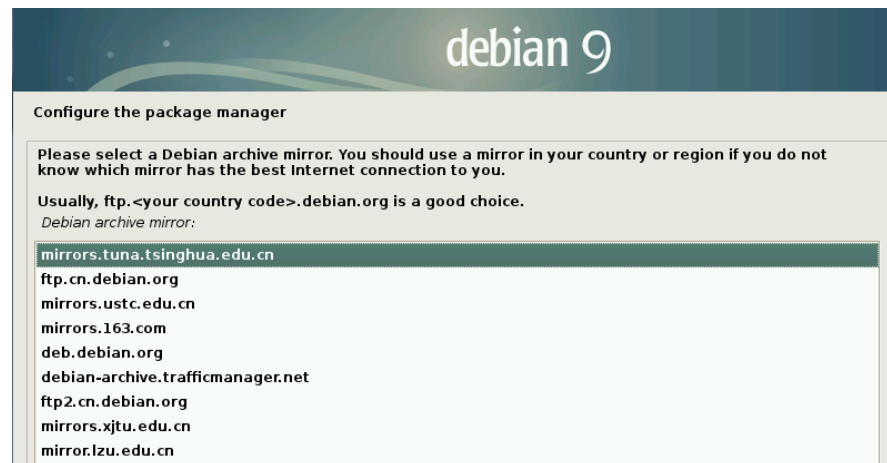 debian 9
Configure the package manager
Please select a Debian archive mirror. You should use a mirror in your country or region if you do not
know which mirror has the best Internet connection to you.
Usually, ftp.<your country code>.debian.org is a good choice.
Debian archive mirror:
mirrors.tuna.tsinghua.edu.cn
ftp.cn.debian.org
mirrors.ustc.edu.cn
mirrors.163.com
deb.debian.org
debian-archive.trafficmanager.net
ftp2.cn.debian.org
mirrors.xjtu.edu.cn
mirror.lzu.edu.cn